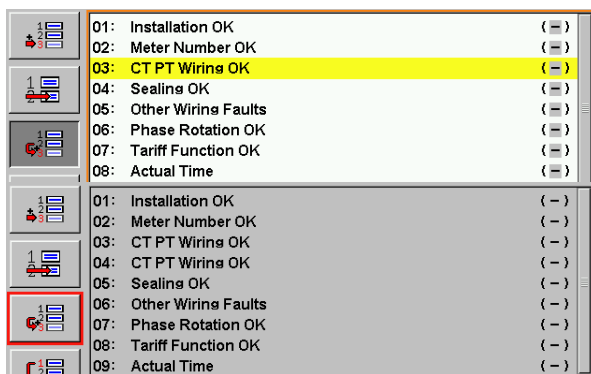 01: Installation OK (–)
02: Meter Number OK (–)
03: CT PT Wiring OK (–)
04: Sealing OK (–)
05: Other Wiring Faults (–)
06: Phase Rotation OK (–)
07: Tariff Function OK (–)
08: Actual Time (–)
01: Installation OK (–)
02: Meter Number OK (–)
03: CT PT Wiring OK (–)
04: CT PT Wiring OK (–)
05: Sealing OK (–)
06: Other Wiring Faults (–)
07: Phase Rotation OK (–)
08: Tariff Function OK (–)
09: Actual Time (–)